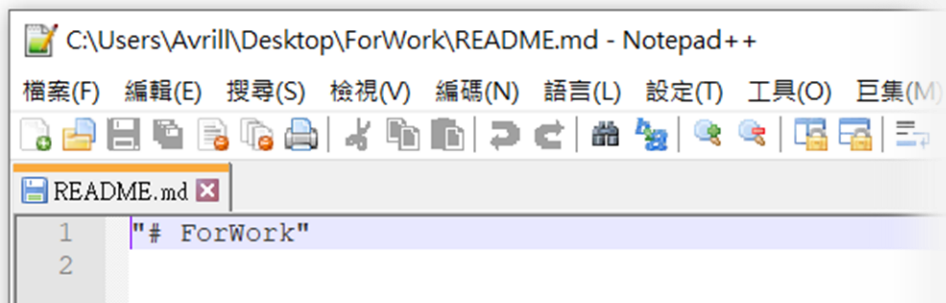 C:\Users\Avrill\Desktop\ForWork\README.md - Notepad++
檔案(F) 編輯(E) 搜尋(S) 檢視(V) 編碼(N) 語言(L) 設定(T) 工具(O) 巨集(M)
README.md
1 "# ForWork"
2